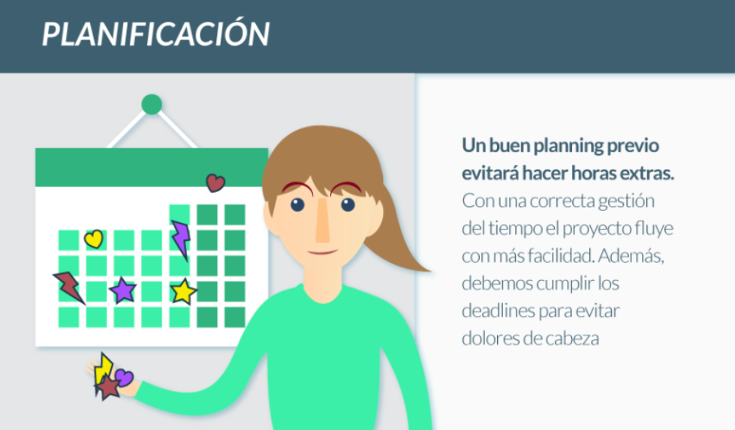 PLANIFICACIÓN
Un buen planning previo
evitará hacer horas extras.
Con una correcta gestión
del tiempo el proyecto fluye
con más facilidad. Además,
debemos cumplir los
deadlines para evitar
dolores de cabeza